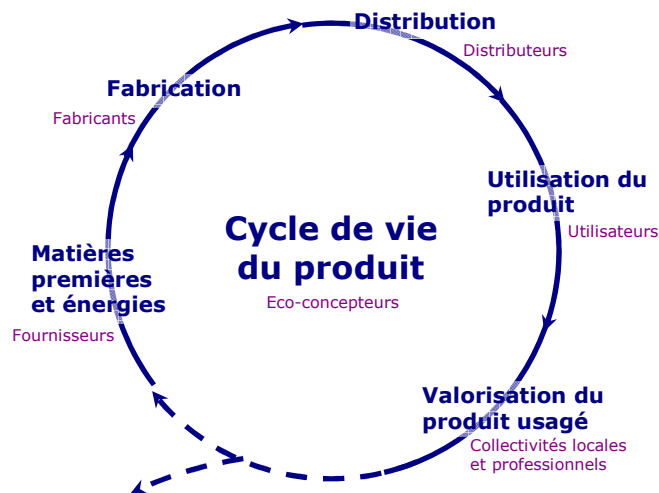 Distribution
Distributeurs
Fabrication
Fabricants
Utilisation du
produit
Utilisateurs
Cycle de vie
du produit
Eco-concepteurs
Matières
premières
et énergies
Fournisseurs
Valorisation du
produit usagé
Collectivités locales
et professionnels